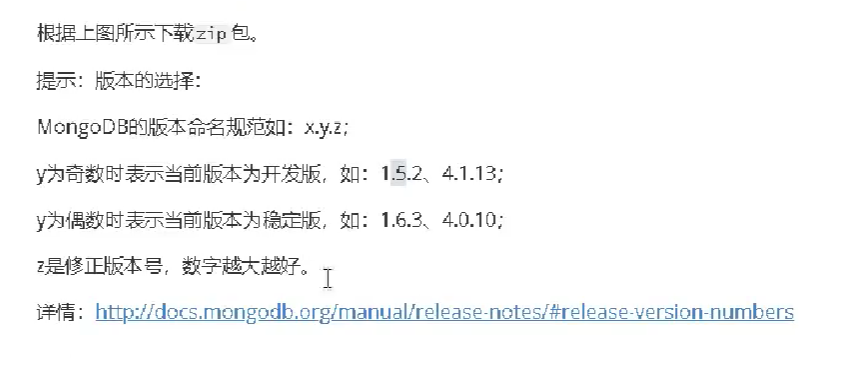 根据上图所示下载zip包。
提示：版本的选择：
MongoDB的版本命名规范如：x.y.z；
y为奇数时表示当前版本为开发版，如：1.5.2、4.1.13；
y为偶数时表示当前版本为稳定版，如：1.6.3、4.0.10；
z是修正版本号，数字越大越好。
详情：http://docs.mongodb.org/manual/release-notes/#release-version-numbers